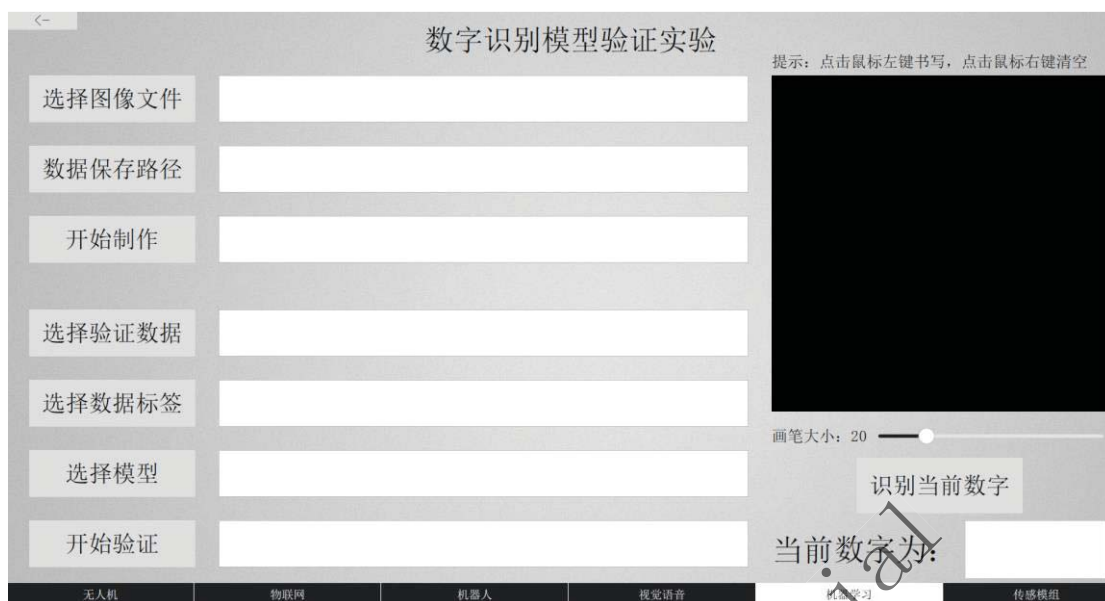 <-
数字识别模型验证实验
提示：点击鼠标左键书写，点击鼠标右键清空
选择图像文件
数据保存路径
开始制作
选择验证数据
选择数据标签
选择模型
开始验证
画笔大小：20
识别当前数字
当前数字为：
无人机 物联网 机器人 视觉语音 机器学习 传感模组
ial